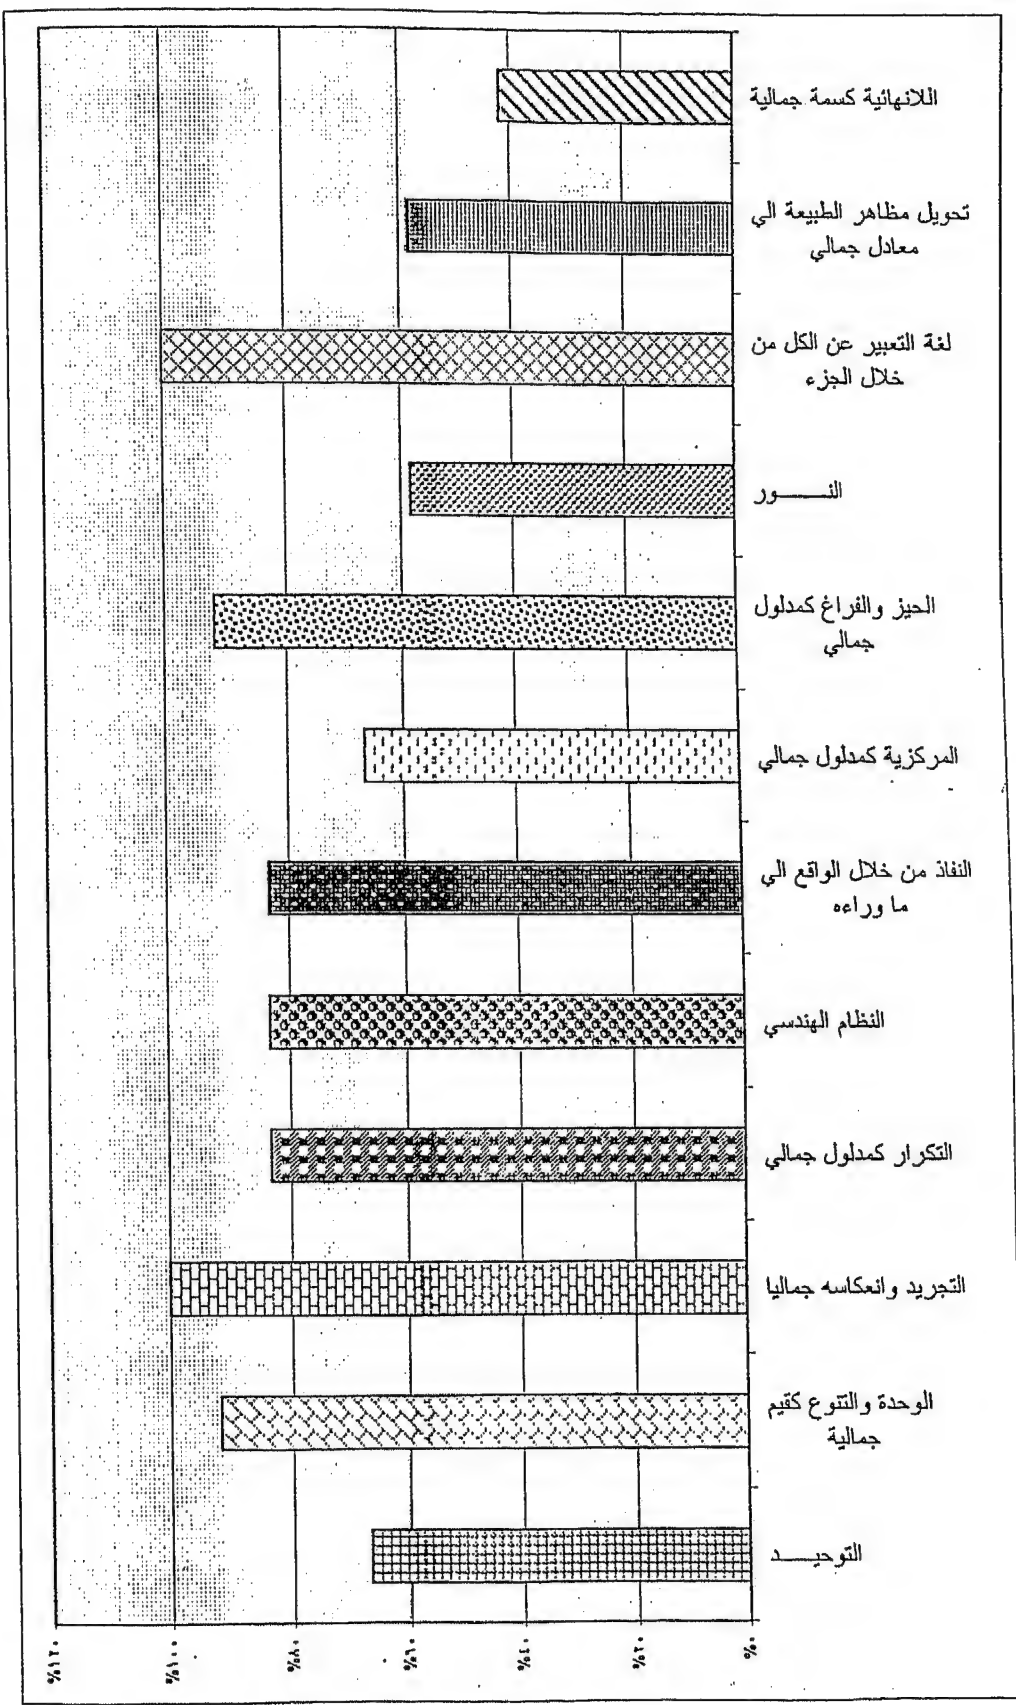 اللانهائية كسمة جمالية
تحويل مظاهر الطبيعة الي
معادل جمالي
لغة التعبير عن الكل من
خلال الجزء
النـــــور
الحيز والفراغ كمدلول
جمالي
المركزية كمدلول جمالي
النفاذ من خلال الواقع الي
ما وراءه
النظام الهندسي
التكرار كمدلول جمالي
التجريد وانعكاسه جماليا
الوحدة والتنوع كقيم
جمالية
التوحيـــــد
%١٢٠
%١٠٠
%٨٠
%٦٠
%٤٠
%٢٠
%٠